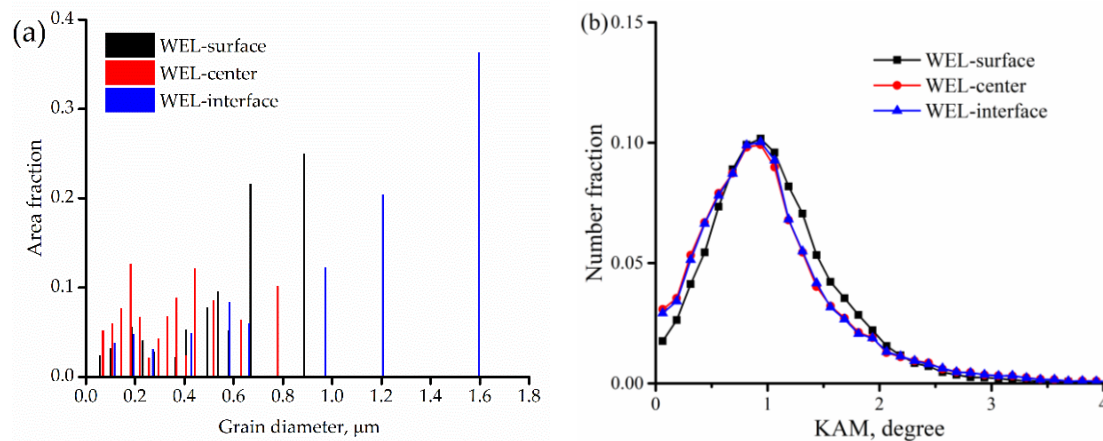 (a)
WEL-surface
WEL-center
WEL-interface
0.4
0.3
0.2
0.1
0.0
Area fraction
0.0 0.2 0.4 0.6 0.8 1.0 1.2 1.4 1.6 1.8
Grain diameter, μm
(b)
WEL-surface
WEL-center
WEL-interface
0.15
0.10
0.05
0.00
Number fraction
0 1 2 3 4
KAM, degree